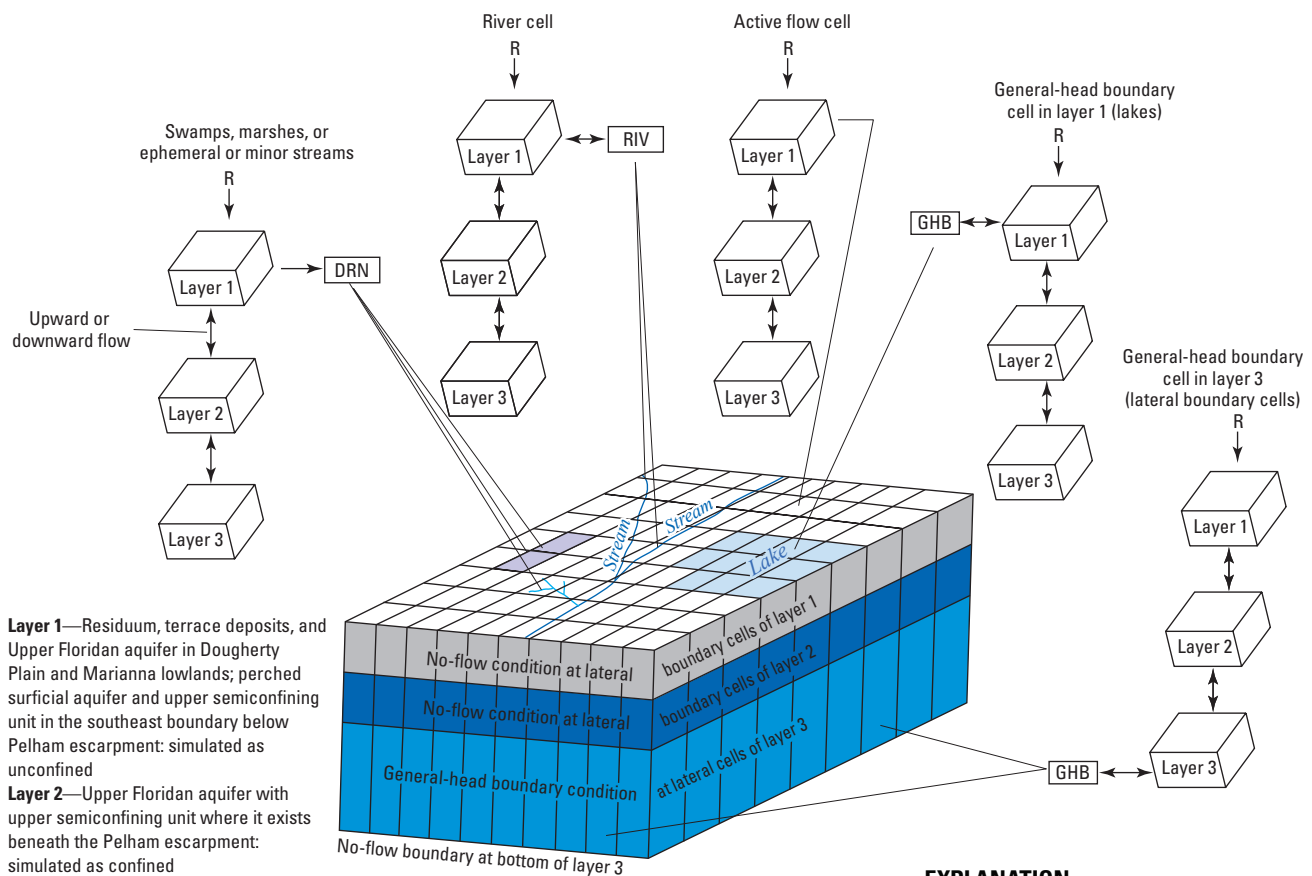 River cell
R
Layer 1
RIV
Layer 2
Layer 3
Active flow cell
R
Layer 1
Layer 2
Layer 3
General-head boundary
cell in layer 1 (lakes)
R
GHB
Layer 1
Layer 2
Layer 3
Swamps, marshes, or
ephemeral or minor streams
R
Layer 1
DRN
Upward or
downward flow
Layer 2
Layer 3
General-head boundary
cell in layer 3
(lateral boundary cells)
R
Layer 1
Layer 2
Layer 3
GHB
Stream
Stream
Lake
No-flow condition at lateral boundary cells of layer 1
No-flow condition at lateral boundary cells of layer 2
General-head boundary condition at lateral cells of layer 3
No-flow boundary at bottom of layer 3
Layer 1—Residuum, terrace deposits, and
Upper Floridan aquifer in Dougherty
Plain and Marianna lowlands; perched
surficial aquifer and upper semiconfining
unit in the southeast boundary below
Pelham escarpment: simulated as
unconfined
Layer 2—Upper Floridan aquifer with
upper semiconfining unit where it exists
beneath the Pelham escarpment:
simulated as confined
EXPLANATION